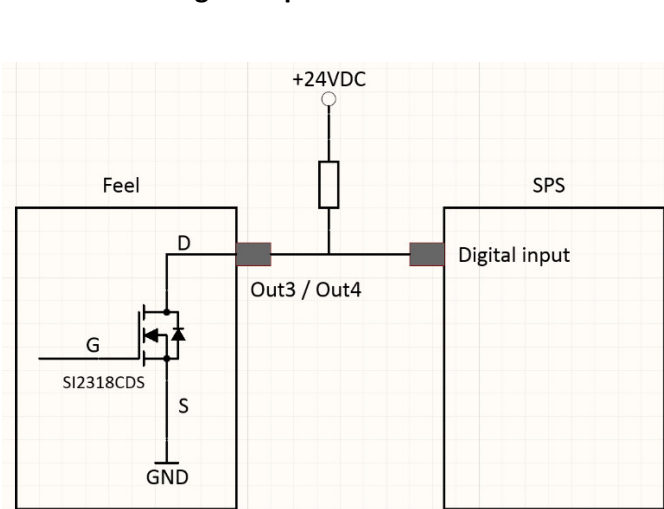 +24VDC
Feel
SPS
D
Digital input
Out3 / Out4
G
SI2318CDS
S
GND